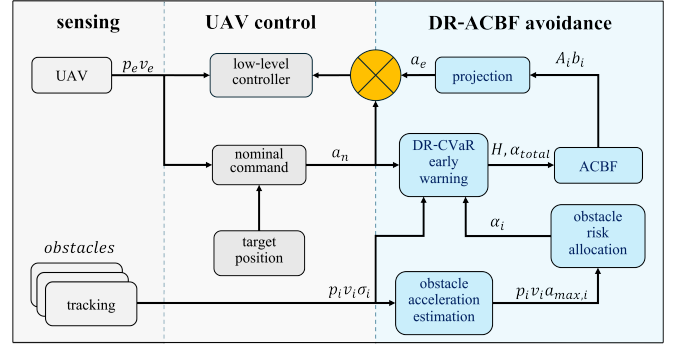 sensing
UAV control
DR-ACBF avoidance
UAV
p_e v_e
low-level
controller
a_e
projection
A_i b_i
nominal
command
a_n
DR-CVaR
early
warning
H, α_total
ACBF
target
position
α_i
obstacle
risk
allocation
obstacles
tracking
p_i v_i σ_i
obstacle
acceleration
estimation
p_i v_i a_max,i